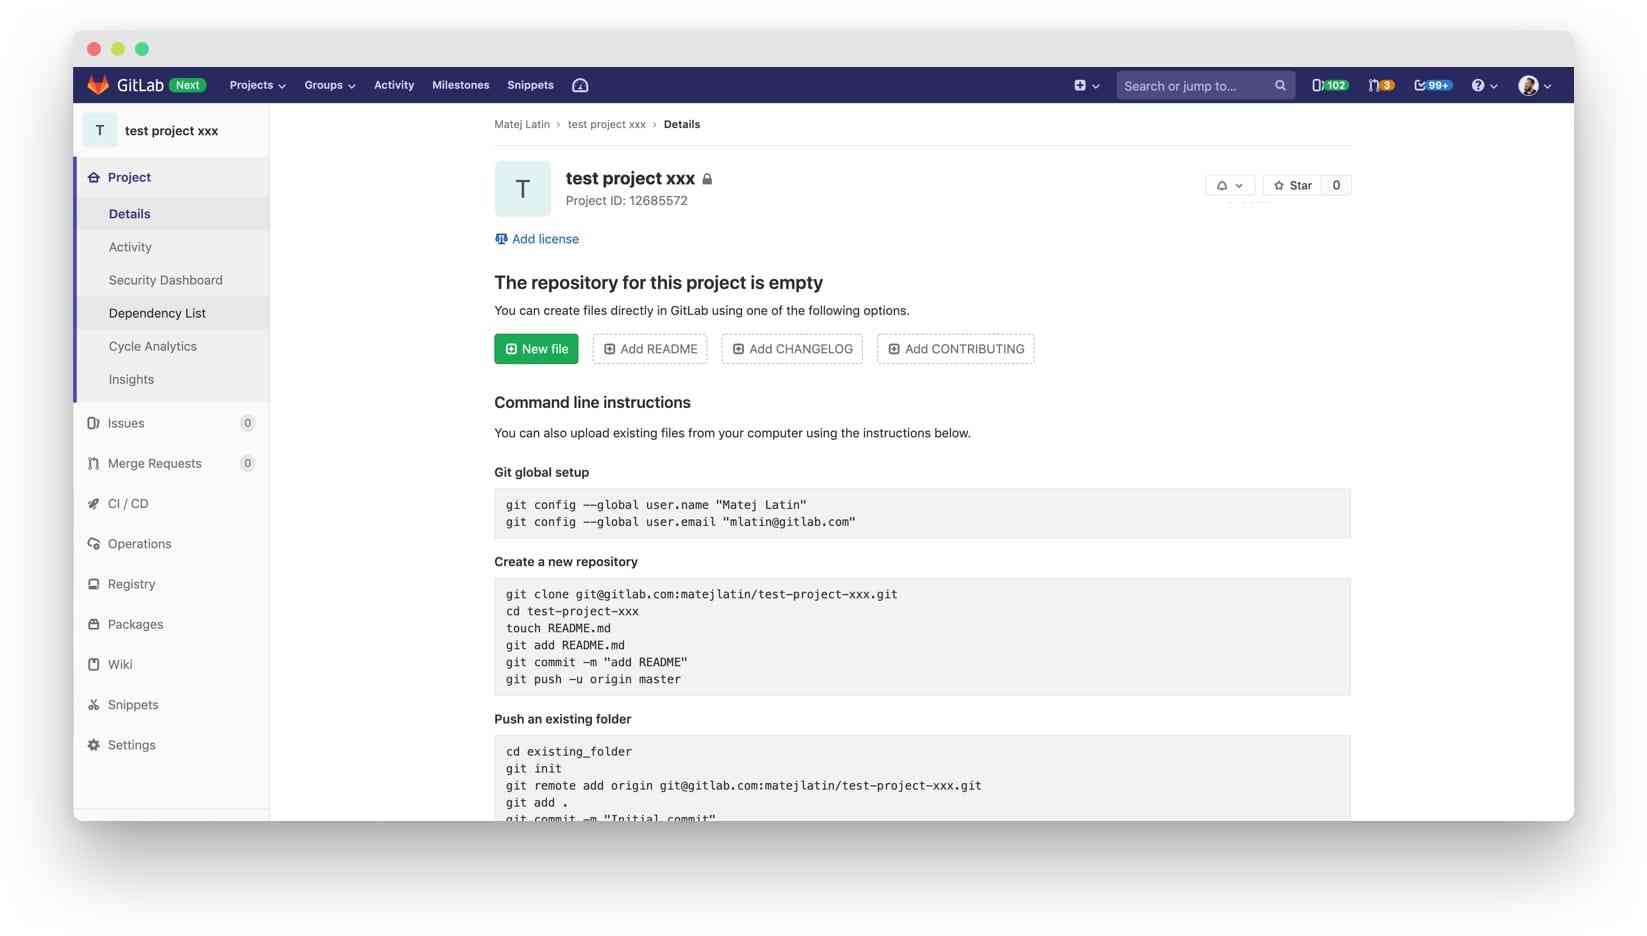 GitLab Next Projects Groups Activity Milestones Snippets Search or jump to... 102 3 99+
T test project xxx
Project
Details
Activity
Security Dashboard
Dependency List
Cycle Analytics
Insights
Issues 0
Merge Requests 0
CI / CD
Operations
Registry
Packages
Wiki
Snippets
Settings
Matej Latin › test project xxx › Details
T
test project xxx
Project ID: 12685572
Star 0
Add license
The repository for this project is empty
You can create files directly in GitLab using one of the following options.
New file Add README Add CHANGELOG Add CONTRIBUTING
Command line instructions
You can also upload existing files from your computer using the instructions below.
Git global setup
git config --global user.name "Matej Latin"
git config --global user.email "mlatin@gitlab.com"
Create a new repository
git clone git@gitlab.com:matejlatin/test-project-xxx.git
cd test-project-xxx
touch README.md
git add README.md
git commit -m "add README"
git push -u origin master
Push an existing folder
cd existing_folder
git init
git remote add origin git@gitlab.com:matejlatin/test-project-xxx.git
git add .
git commit -m "Initial commit"